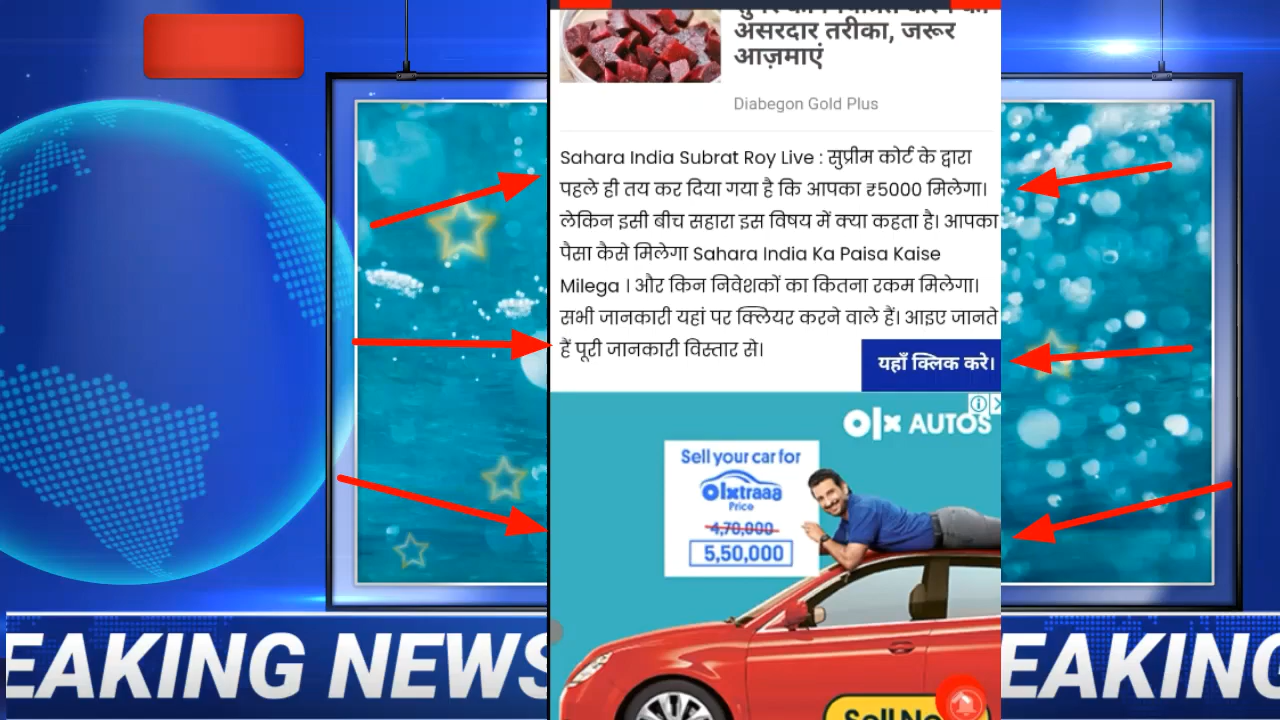 असरदार तरीका, जरूर
आज़माएं
Diabegon Gold Plus
Sahara India Subrat Roy Live : सुप्रीम कोर्ट के द्वारा
पहले ही तय कर दिया गया है कि आपका ₹5000 मिलेगा।
लेकिन इसी बीच सहारा इस विषय में क्या कहता है। आपका
पैसा कैसे मिलेगा Sahara India Ka Paisa Kaise
Milega । और किन निवेशकों का कितना रकम मिलेगा।
सभी जानकारी यहां पर क्लियर करने वाले हैं। आइए जानते
हैं पूरी जानकारी विस्तार से।
यहाँ क्लिक करे।
olx AUTOS
Sell your car for
olxtraaa
Price
4,70,000
5,50,000
EAKING NEWS
EAKING